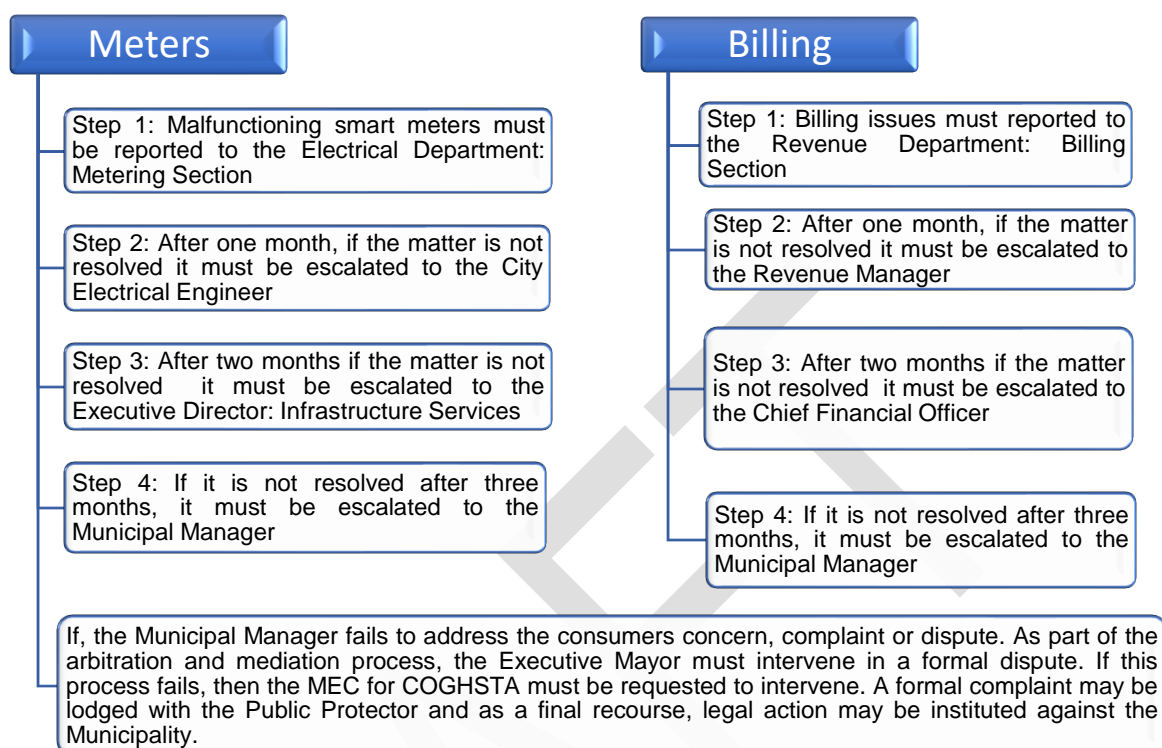 Meters
Step 1: Malfunctioning smart meters must
be reported to the Electrical Department:
Metering Section
Step 2: After one month, if the matter is not
resolved it must be escalated to the City
Electrical Engineer
Step 3: After two months if the matter is not
resolved it must be escalated to the
Executive Director: Infrastructure Services
Step 4: If it is not resolved after three
months, it must be escalated to the
Municipal Manager
Billing
Step 1: Billing issues must reported to
the Revenue Department: Billing
Section
Step 2: After one month, if the matter
is not resolved it must be escalated to
the Revenue Manager
Step 3: After two months if the matter
is not resolved it must be escalated to
the Chief Financial Officer
Step 4: If it is not resolved after three
months, it must be escalated to the
Municipal Manager
If, the Municipal Manager fails to address the consumers concern, complaint or dispute. As part of the
arbitration and mediation process, the Executive Mayor must intervene in a formal dispute. If this
process fails, then the MEC for COGHSTA must be requested to intervene. A formal complaint may be
lodged with the Public Protector and as a final recourse, legal action may be instituted against the
Municipality.